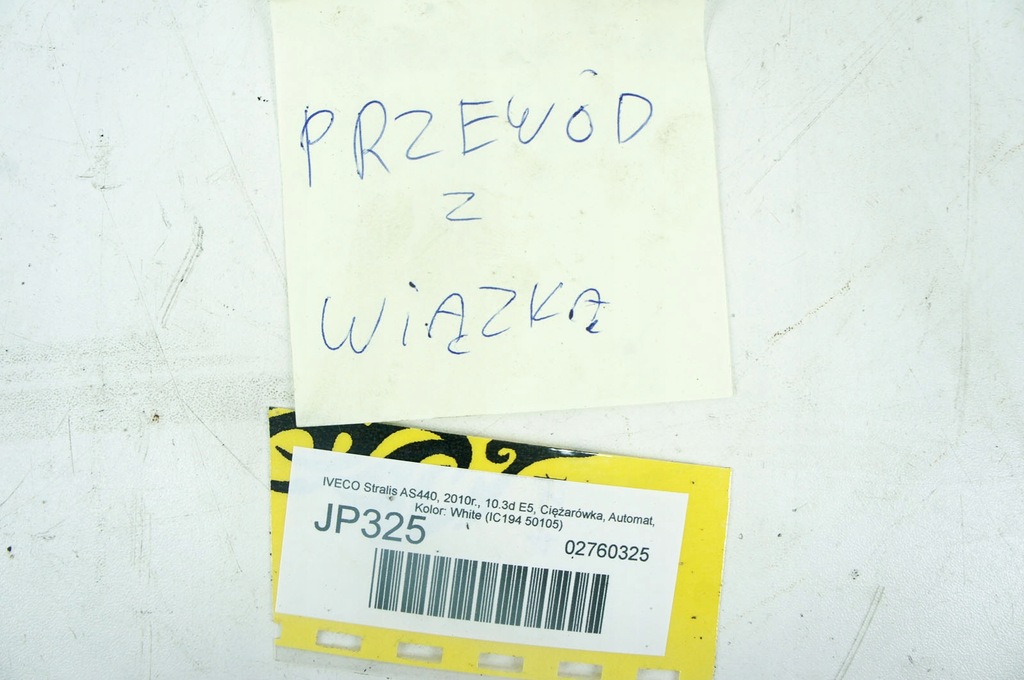 PRZEWÓD
Z
WIĄZKĄ
IVECO Stralis AS440, 2010r., 10.3d E5, Ciężarówka, Automat,
Kolor: White (IC194 50105)
JP325
02760325